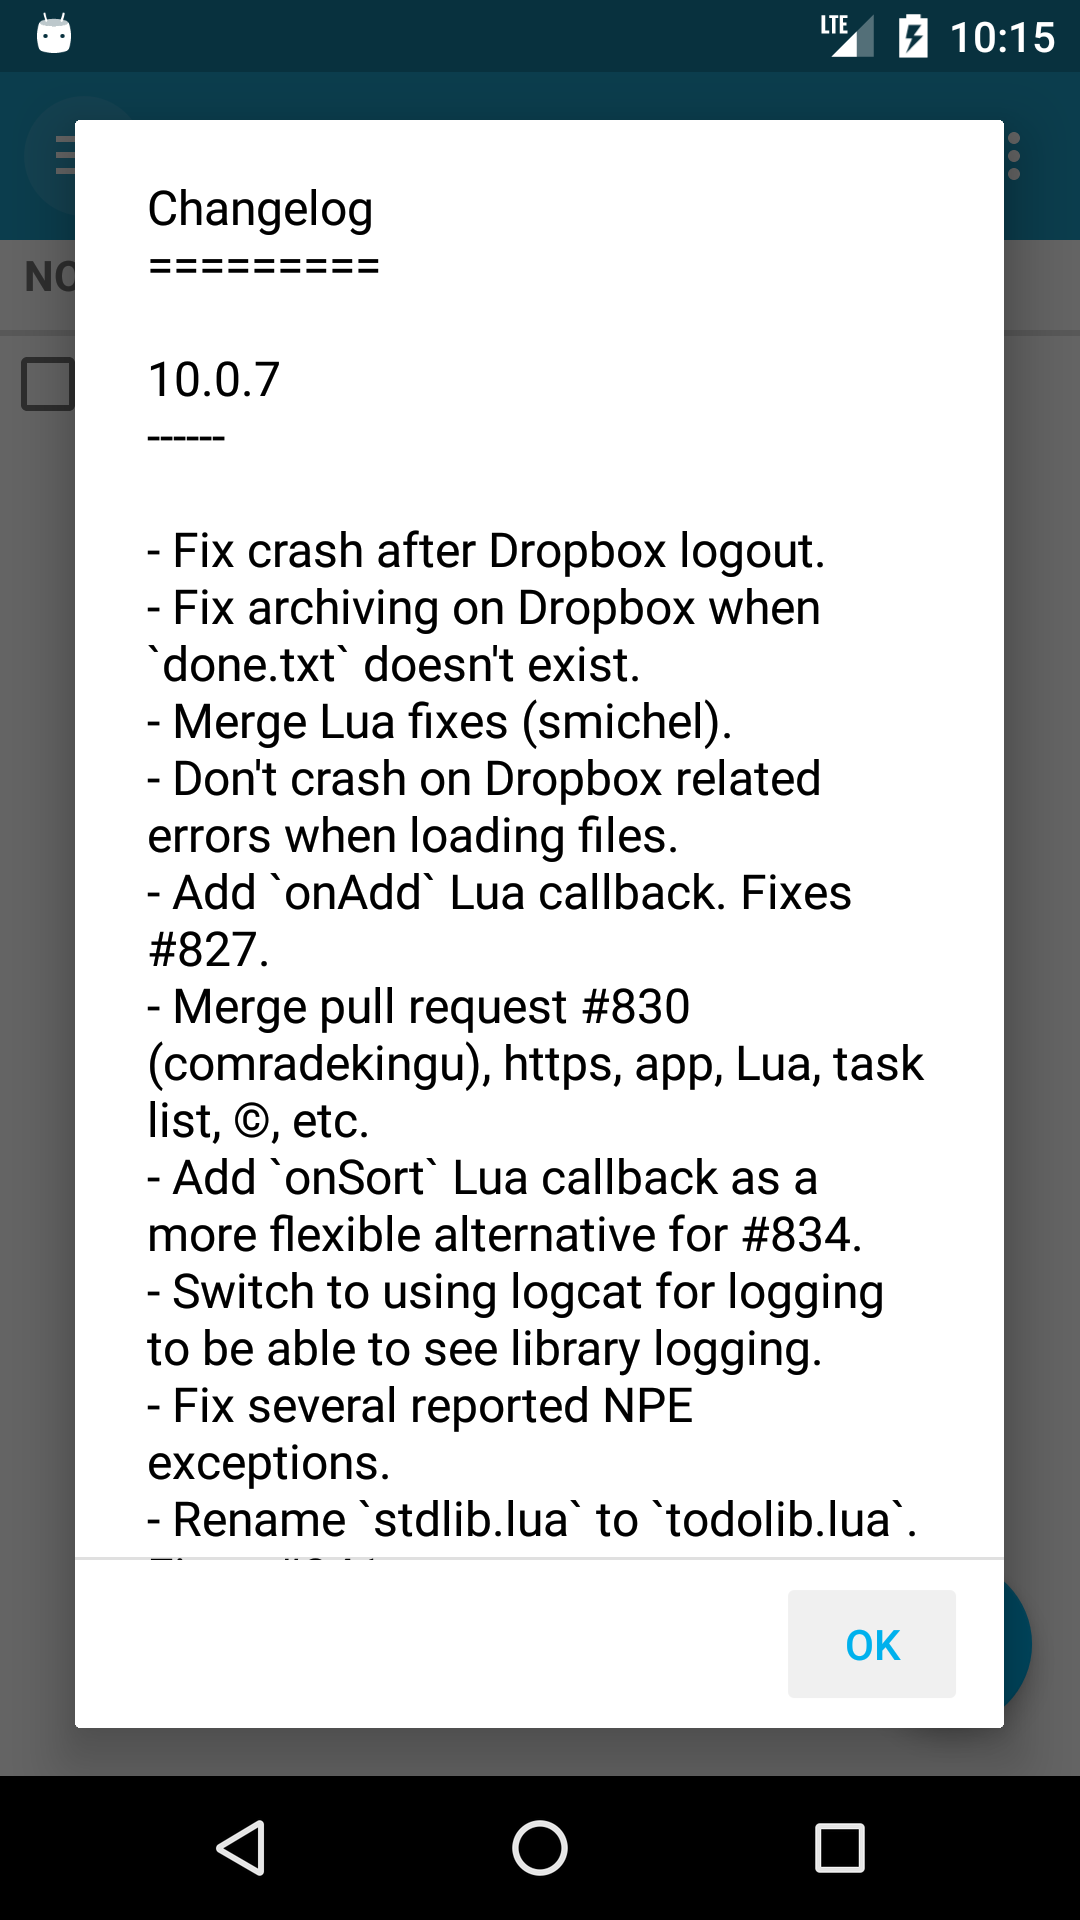 LTE 10:15
Changelog
=========
10.0.7
------
- Fix crash after Dropbox logout.
- Fix archiving on Dropbox when
`done.txt` doesn't exist.
- Merge Lua fixes (smichel).
- Don't crash on Dropbox related
errors when loading files.
- Add `onAdd` Lua callback. Fixes
#827.
- Merge pull request #830
(comradekingu), https, app, Lua, task
list, ©, etc.
- Add `onSort` Lua callback as a
more flexible alternative for #834.
- Switch to using logcat for logging
to be able to see library logging.
- Fix several reported NPE
exceptions.
- Rename `stdlib.lua` to `todolib.lua`.
OK